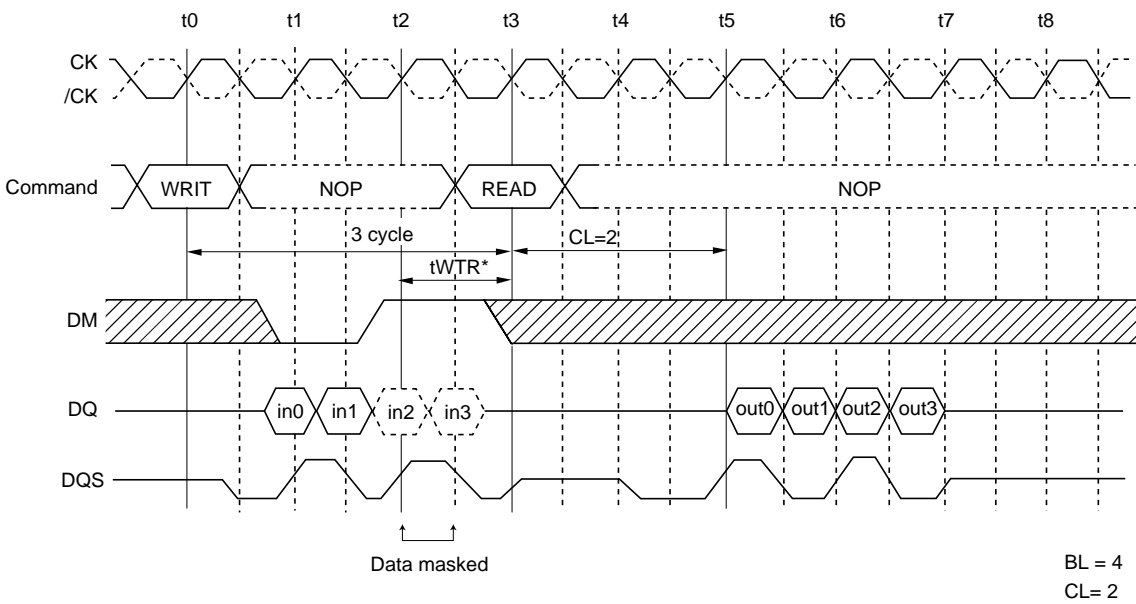 t0 t1 t2 t3 t4 t5 t6 t7 t8
CK
/CK
Command WRIT NOP READ NOP
3 cycle CL=2
tWTR*
DM
DQ in0 in1 in2 in3 out0 out1 out2 out3
DQS
Data masked
BL = 4
CL= 2